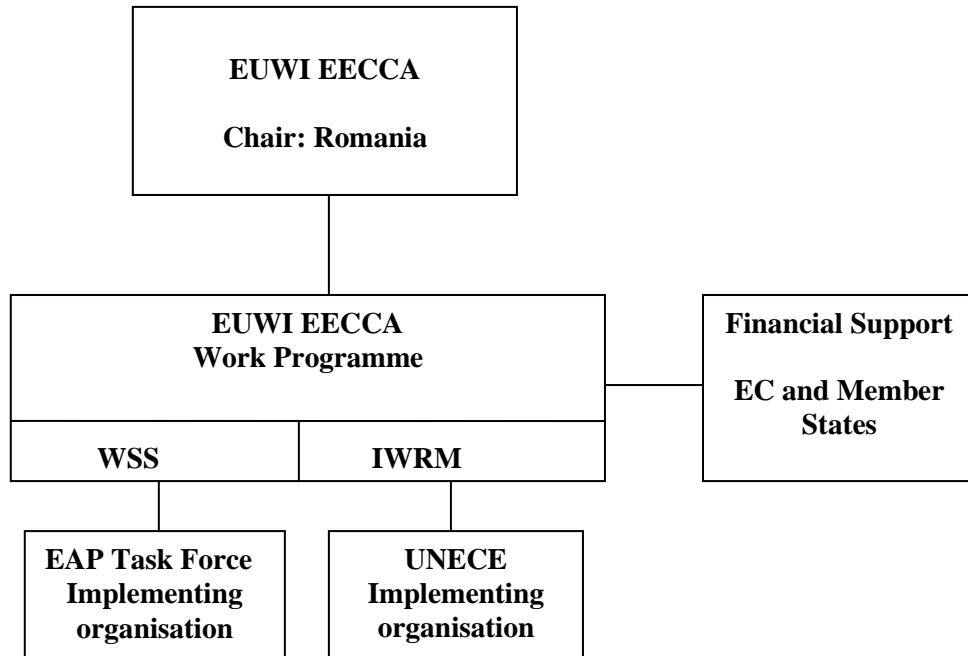 EUWI EECCA
Chair: Romania
EUWI EECCA
Work Programme
Financial Support
EC and Member
States
WSS
IWRM
EAP Task Force
Implementing
organisation
UNECE
Implementing
organisation